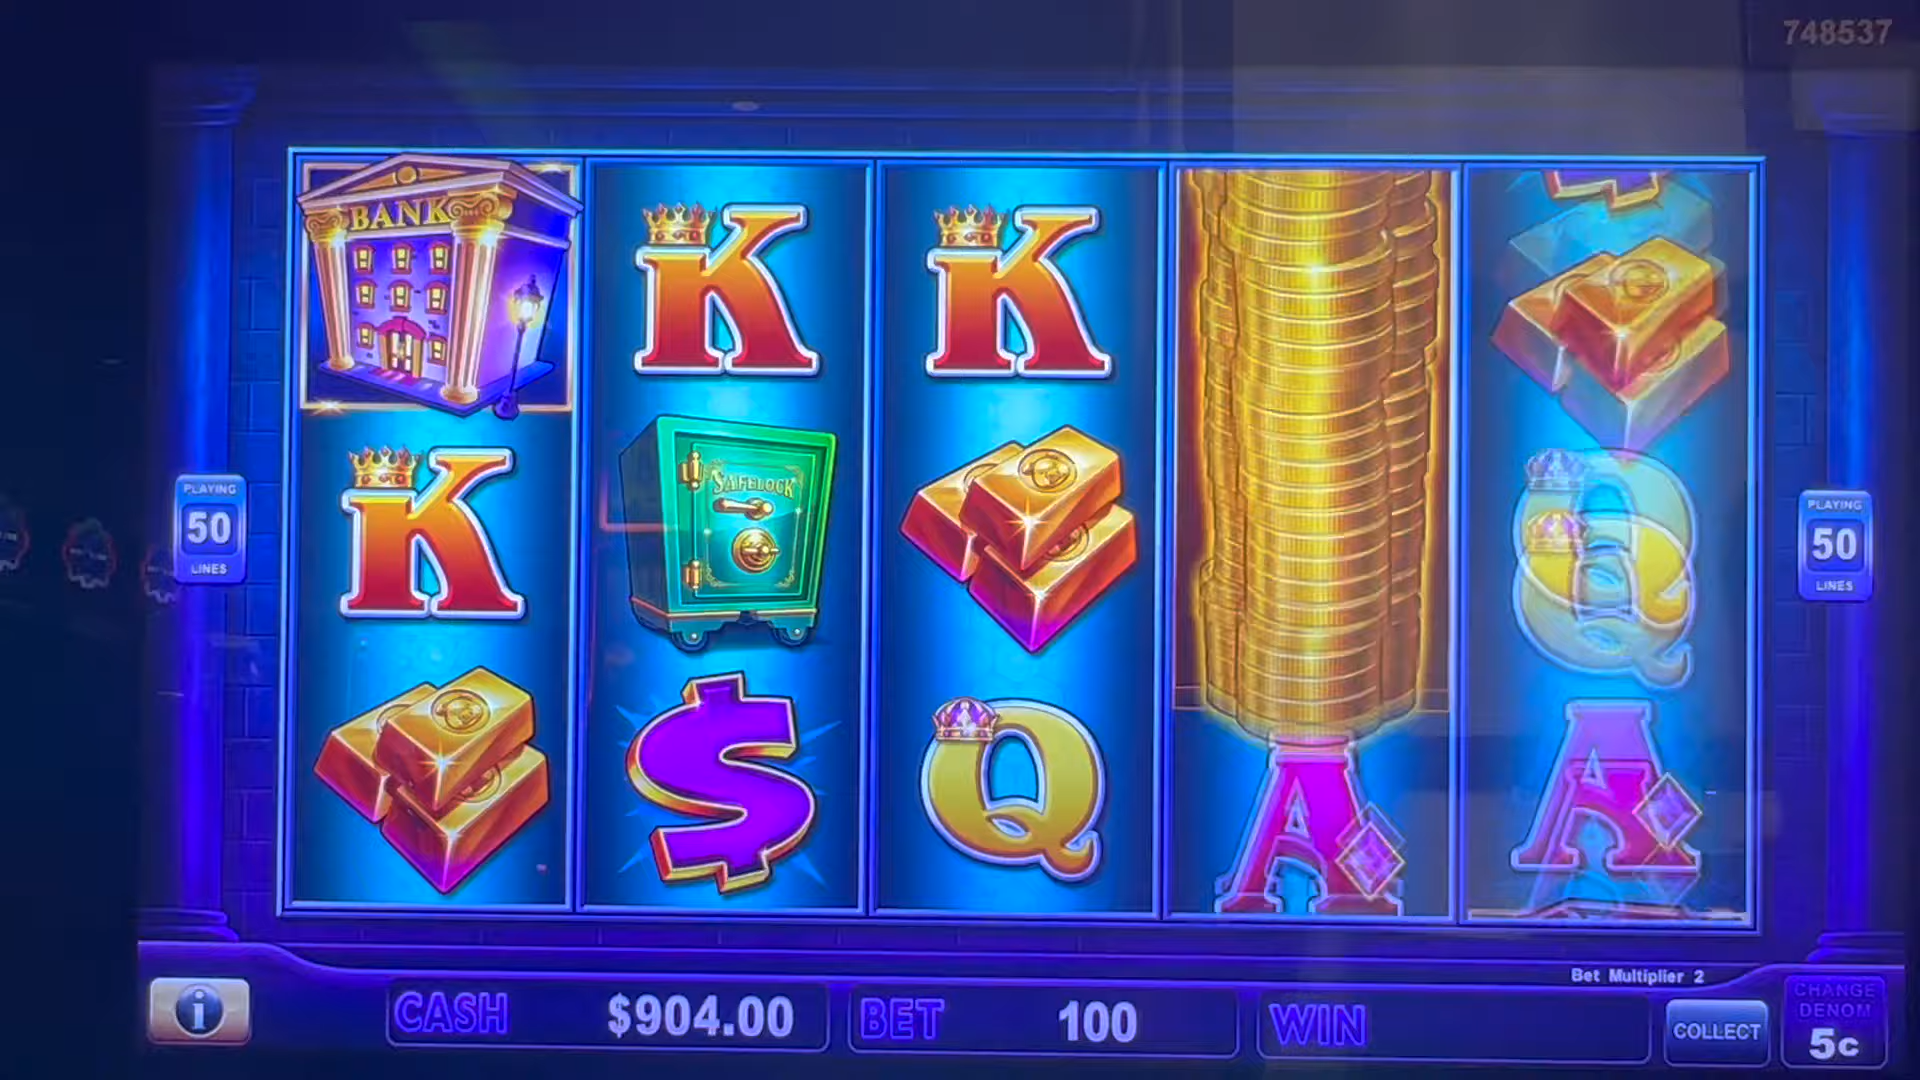 748537
BANK
K
K
K
SAFELOCK
$
Q
Q
A
A
PLAYING
50
LINES
PLAYING
50
LINES
Bet Multiplier 2
CASH $904.00
BET 100
WIN
COLLECT
CHANGE
DENOM
5c
i